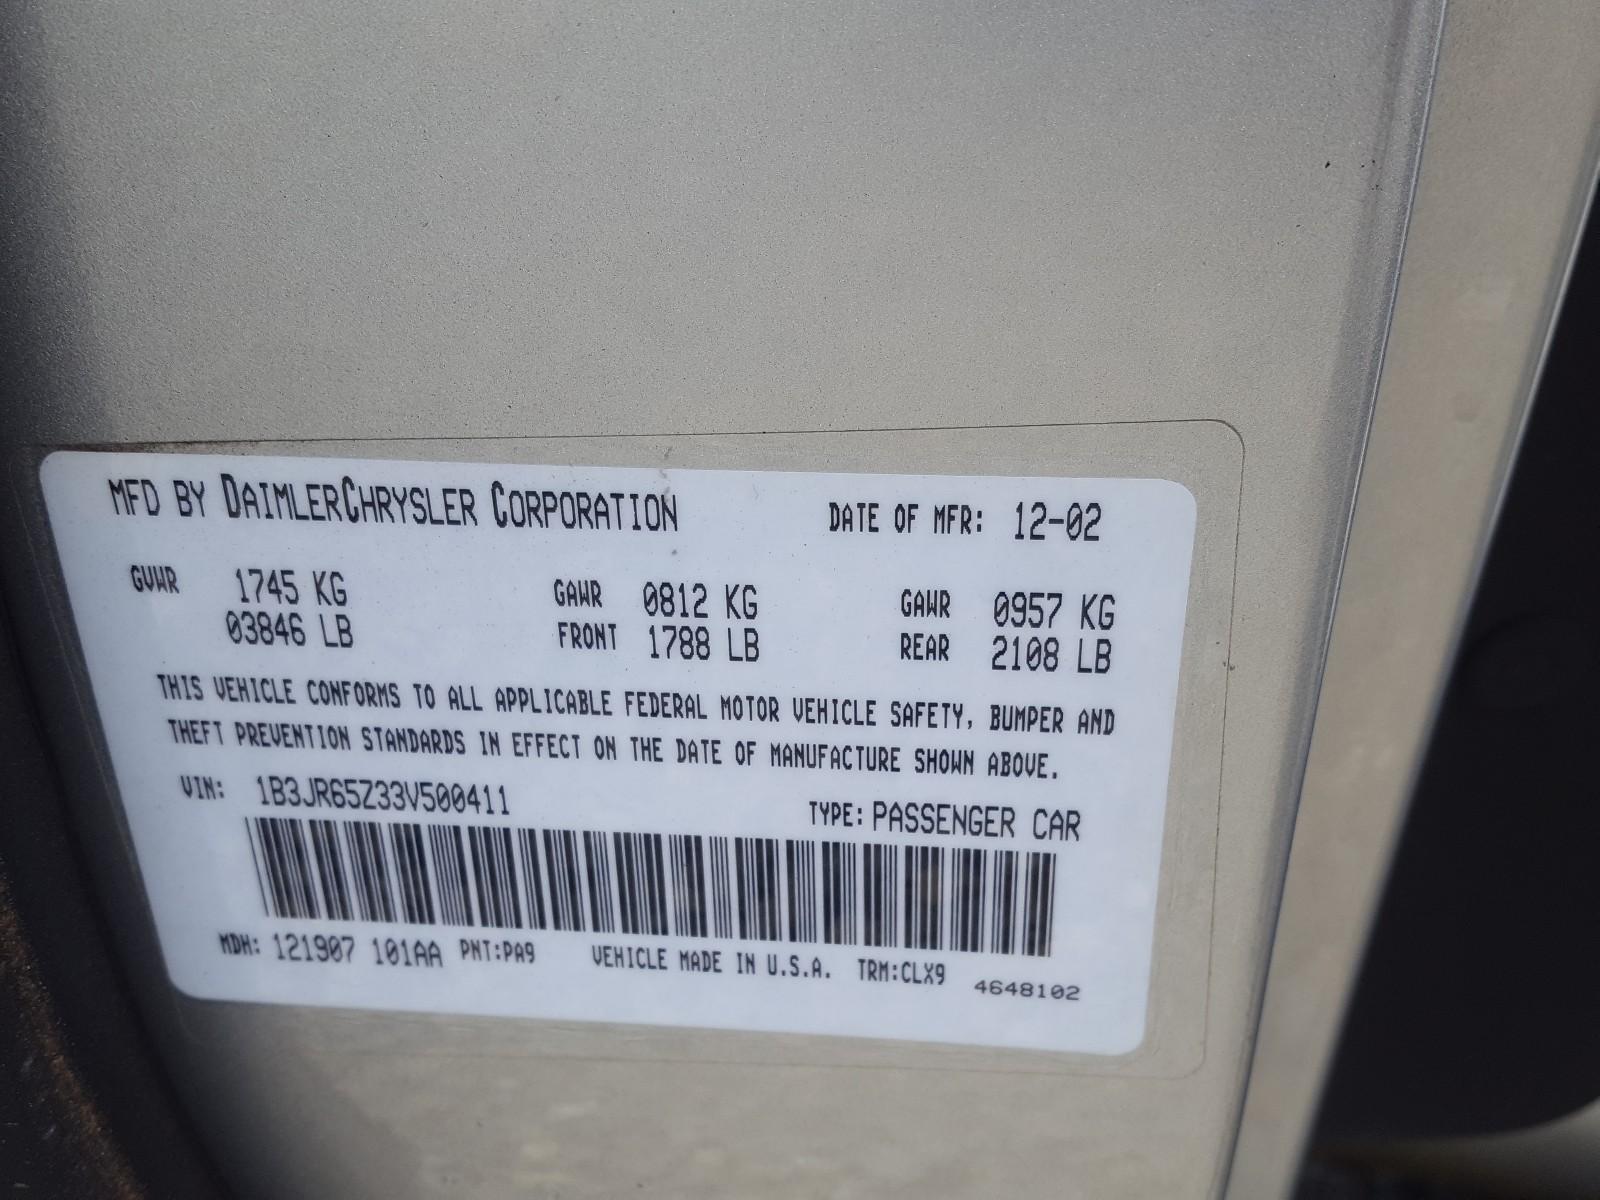 MFD BY DAIMLERCHRYSLER CORPORATION DATE OF MFR: 12-02
GVWR 1745 KG GAWR 0812 KG GAWR 0957 KG
03846 LB FRONT 1788 LB REAR 2108 LB
THIS VEHICLE CONFORMS TO ALL APPLICABLE FEDERAL MOTOR VEHICLE SAFETY, BUMPER AND
THEFT PREVENTION STANDARDS IN EFFECT ON THE DATE OF MANUFACTURE SHOWN ABOVE.
VIN: 1B3JR65Z33V500411 TYPE: PASSENGER CAR
MDH: 121907 101AA PNT:PA9 VEHICLE MADE IN U.S.A. TRM:CLX9 4648102